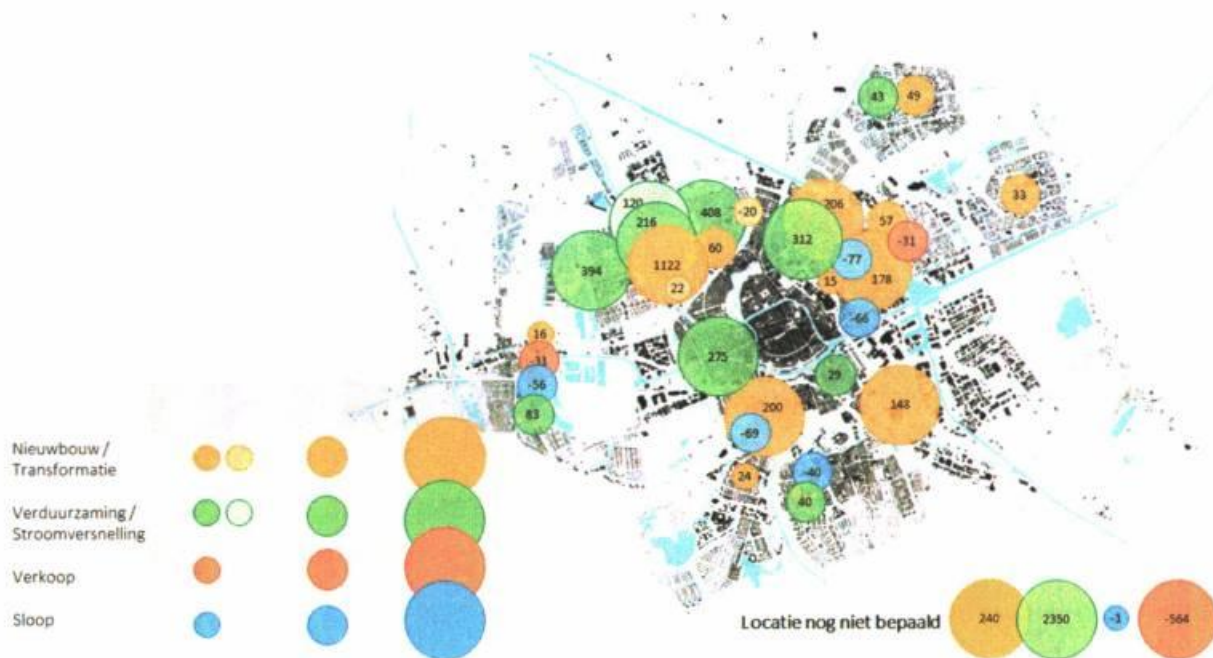 43 49
33
120 408 -20 206 57
216 312 -31
394 1122 60 -77
22 15 178
-66
16
275
-56 29
83 200 148
-69
24 -40
40
Nieuwbouw /
Transformatie
Verduurzaming /
Stroomversnelling
Verkoop
Sloop
Locatie nog niet bepaald 240 2350 -1 -564